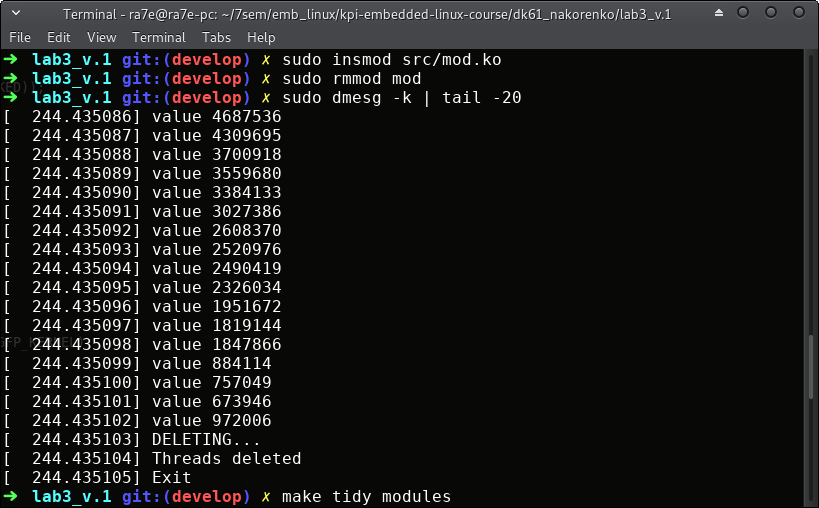 Terminal - ra7e@ra7e-pc: ~/7sem/emb_linux/kpi-embedded-linux-course/dk61_nakorenko/lab3_v.1
File Edit View Terminal Tabs Help
➜ lab3_v.1 git:(develop) ✗ sudo insmod src/mod.ko
➜ lab3_v.1 git:(develop) ✗ sudo rmmod mod
➜ lab3_v.1 git:(develop) ✗ sudo dmesg -k | tail -20
[  244.435086] value 4687536
[  244.435087] value 4309695
[  244.435088] value 3700918
[  244.435089] value 3559680
[  244.435090] value 3384133
[  244.435091] value 3027386
[  244.435092] value 2608370
[  244.435093] value 2520976
[  244.435094] value 2490419
[  244.435095] value 2326034
[  244.435096] value 1951672
[  244.435097] value 1819144
[  244.435098] value 1847866
[  244.435099] value 884114
[  244.435100] value 757049
[  244.435101] value 673946
[  244.435102] value 972006
[  244.435103] DELETING...
[  244.435104] Threads deleted
[  244.435105] Exit
➜ lab3_v.1 git:(develop) ✗ make tidy modules